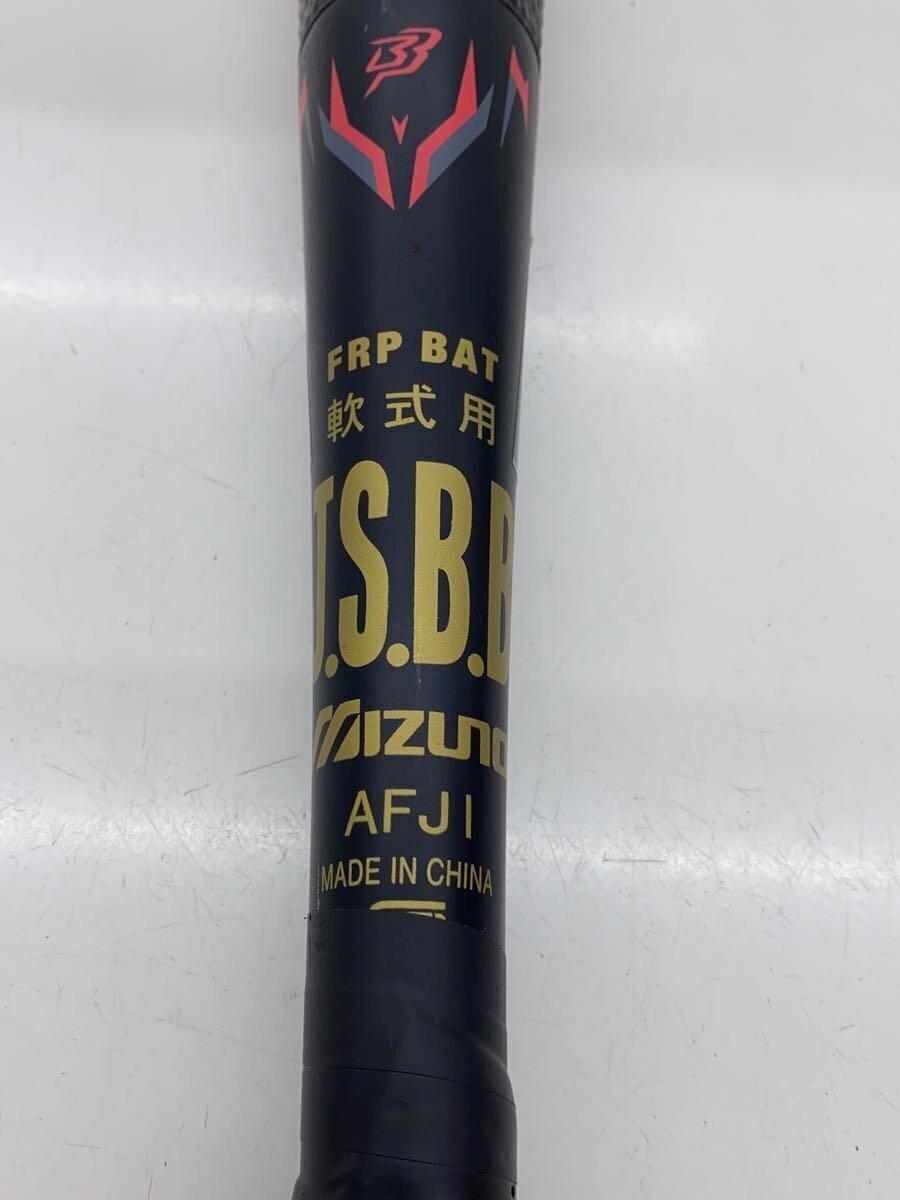 FRP BAT
軟式用
J.S.B.B
Mizuno
AFJI
MADE IN CHINA